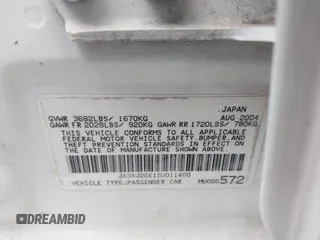 JAPAN
GVWR 3682LBS/ 1670KG AUG 2004
GAWR FR 2028LBS/ 920KG GAWR RR 1720LBS/ 780KG
THIS VEHICLE CONFORMS TO ALL APPLICABLE
FEDERAL MOTOR VEHICLE SAFETY,BUMPER,AND
THEFT PREVENTION STANDARDS IN EFFECT ON
THE DATE OF MANUFACTURE SHOWN ABOVE.
JA3AJ26E15U011460
VEHICLE TYPE:PASSENGER CAR MU000572
DREAMBID